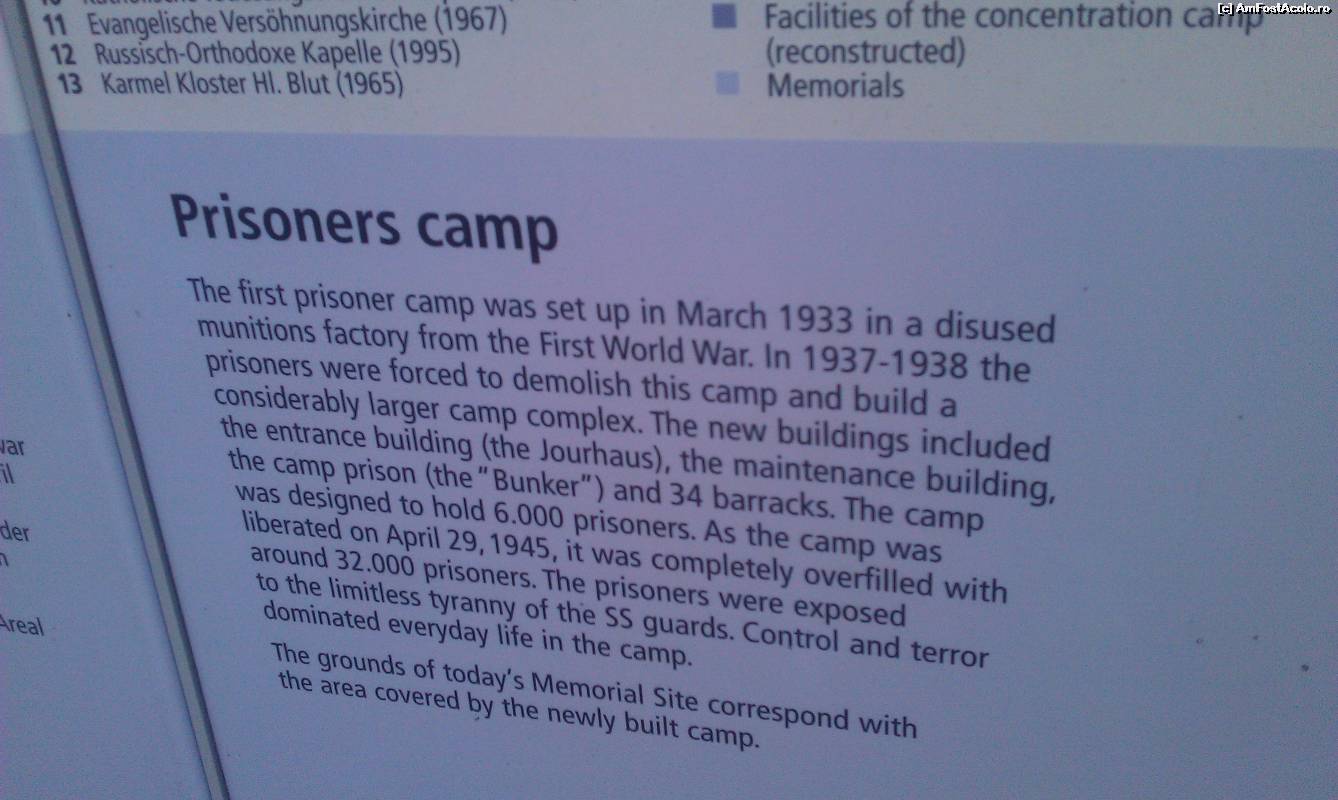 [c] AmFostAcolo.ro
11 Evangelische Versöhnungskirche (1967)
12 Russisch-Orthodoxe Kapelle (1995)
13 Karmel Kloster Hl. Blut (1965)
Facilities of the concentration camp
(reconstructed)
Memorials
Prisoners camp
The first prisoner camp was set up in March 1933 in a disused
munitions factory from the First World War. In 1937-1938 the
prisoners were forced to demolish this camp and build a
considerably larger camp complex. The new buildings included
the entrance building (the Jourhaus), the maintenance building,
the camp prison (the “Bunker”) and 34 barracks. The camp
was designed to hold 6.000 prisoners. As the camp was
liberated on April 29, 1945, it was completely overfilled with
around 32.000 prisoners. The prisoners were exposed
to the limitless tyranny of the SS guards. Control and terror
dominated everyday life in the camp.
The grounds of today’s Memorial Site correspond with
the area covered by the newly built camp.
Areal